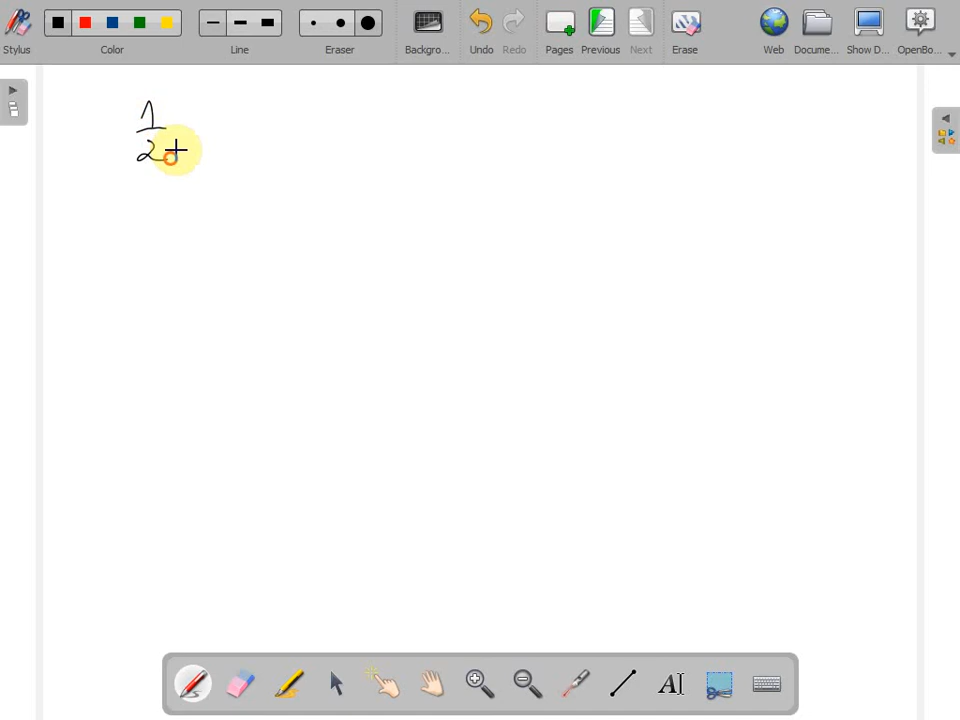 Stylus Color Line Eraser Backgro... Undo Redo Pages Previous Next Erase Web Docume... Show D... OpenBo...
1
2
A